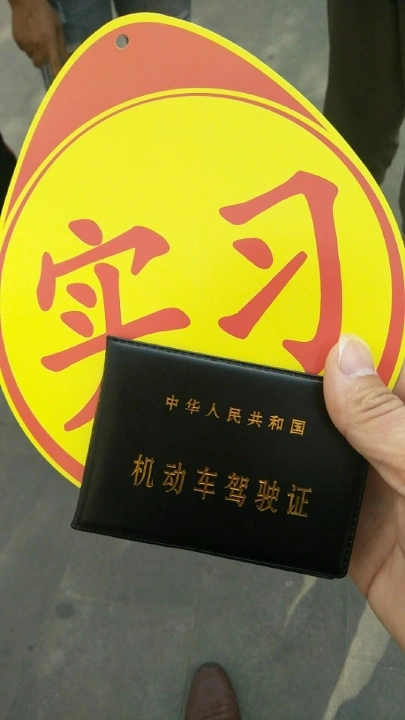 实习
中华人民共和国
机动车驾驶证